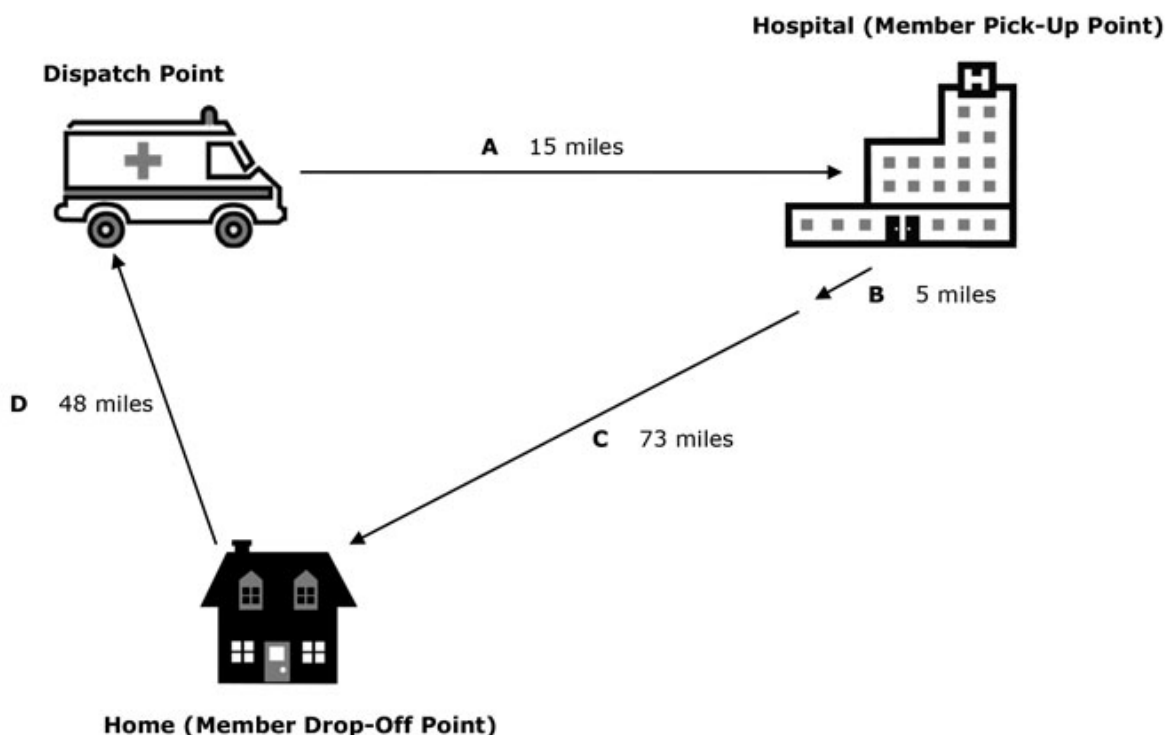 Hospital (Member Pick-Up Point)
Dispatch Point
H
A 15 miles
B 5 miles
D 48 miles
C 73 miles
Home (Member Drop-Off Point)